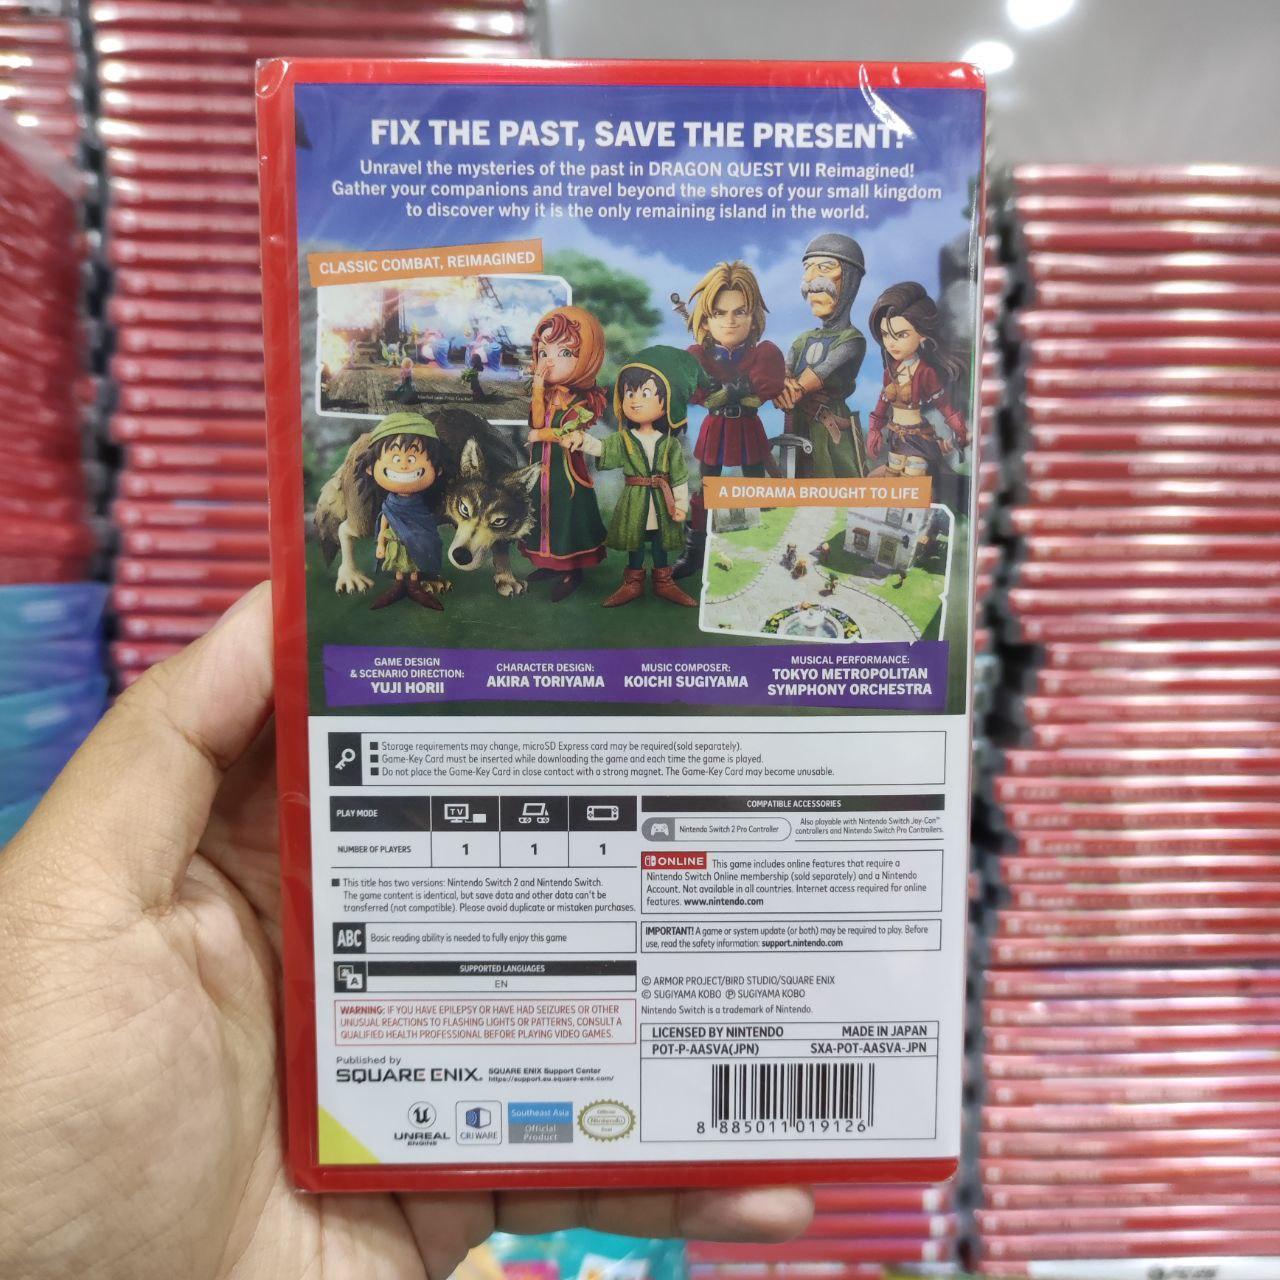 FIX THE PAST, SAVE THE PRESENT!
Unravel the mysteries of the past in DRAGON QUEST VII Reimagined!
Gather your companions and travel beyond the shores of your small kingdom
to discover why it is the only remaining island in the world.
CLASSIC COMBAT, REIMAGINED
A DIORAMA BROUGHT TO LIFE
GAME DESIGN
& SCENARIO DIRECTION:
YUJI HORII
CHARACTER DESIGN:
AKIRA TORIYAMA
MUSIC COMPOSER:
KOICHI SUGIYAMA
MUSICAL PERFORMANCE:
TOKYO METROPOLITAN
SYMPHONY ORCHESTRA
■ Storage requirements may change, microSD Express card may be required(sold separately).
■ Game-Key Card must be inserted while downloading the game and each time the game is played.
■ Do not place the Game-Key Card in close contact with a strong magnet. The Game-Key Card may become unusable.
PLAY MODE
TV
NUMBER OF PLAYERS
1 1 1
■ This title has two versions: Nintendo Switch 2 and Nintendo Switch.
The game content is identical, but save data and other data can't be
transferred (not compatible). Please avoid duplicate or mistaken purchases.
ABC Basic reading ability is needed to fully enjoy this game
SUPPORTED LANGUAGES
EN
WARNING: IF YOU HAVE EPILEPSY OR HAVE HAD SEIZURES OR OTHER
UNUSUAL REACTIONS TO FLASHING LIGHTS OR PATTERNS, CONSULT A
QUALIFIED HEALTH PROFESSIONAL BEFORE PLAYING VIDEO GAMES.
Published by
SQUARE ENIX.
SQUARE ENIX Support Center
https://support.eu.square-enix.com/
UNREAL
ENGINE
CRIWARE
Southeast Asia
Official
Product
Official
Nintendo
Seal
COMPATIBLE ACCESSORIES
Nintendo Switch 2 Pro Controller
Also playable with Nintendo Switch Joy-Con™
controllers and Nintendo Switch Pro Controllers.
ONLINE This game includes online features that require a
Nintendo Switch Online membership (sold separately) and a Nintendo
Account. Not available in all countries. Internet access required for online
features. www.nintendo.com
IMPORTANT! A game or system update (or both) may be required to play. Before
use, read the safety information: support.nintendo.com
© ARMOR PROJECT/BIRD STUDIO/SQUARE ENIX
© SUGIYAMA KOBO ℗ SUGIYAMA KOBO
Nintendo Switch is a trademark of Nintendo.
LICENSED BY NINTENDO MADE IN JAPAN
POT-P-AASVA(JPN) SXA-POT-AASVA-JPN
8 885011 019126